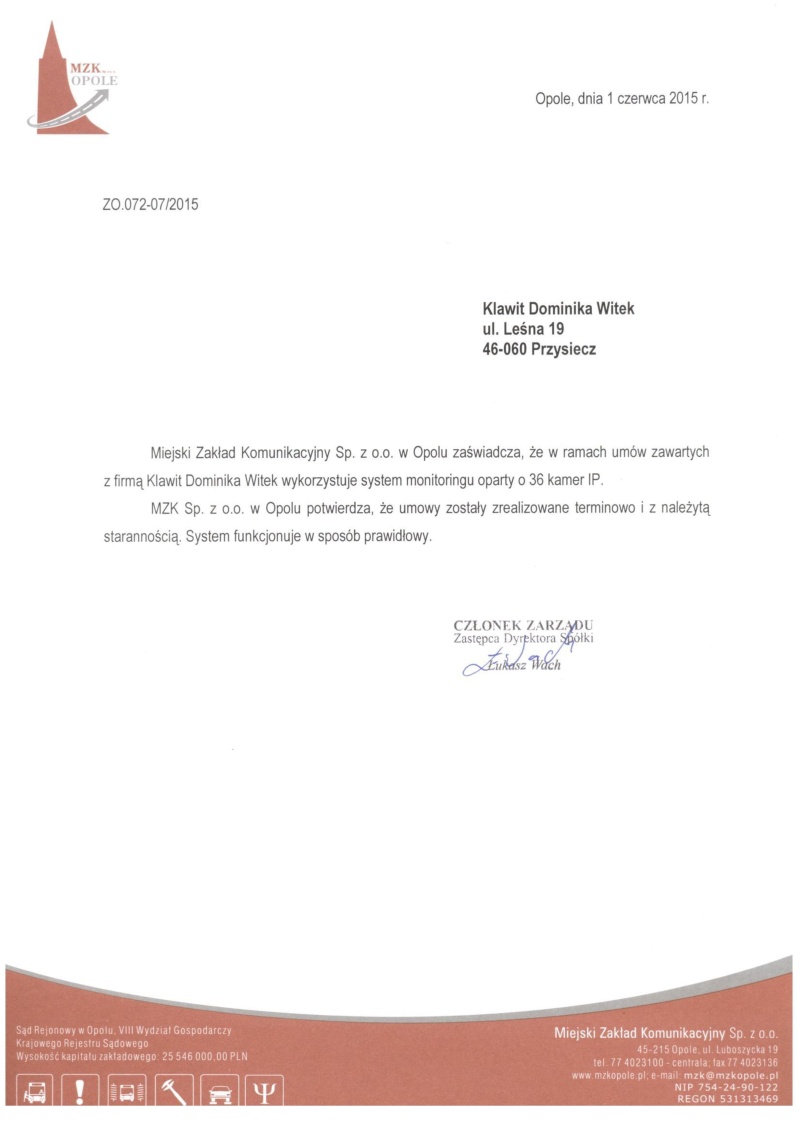 MZK
OPOLE
Opole, dnia 1 czerwca 2015 r.
ZO.072-07/2015
Klawit Dominika Witek
ul. Leśna 19
46-060 Przysiecz
Miejski Zakład Komunikacyjny Sp. z o.o. w Opolu zaświadcza, że w ramach umów zawartych
z firmą Klawit Dominika Witek wykorzystuje system monitoringu oparty o 36 kamer IP.
MZK Sp. z o.o. w Opolu potwierdza, że umowy zostały zrealizowane terminowo i z należytą
starannością. System funkcjonuje w sposób prawidłowy.
CZŁONEK ZARZĄDU
Zastępca Dyrektora Spółki
Łukasz Wach
Sąd Rejonowy w Opolu, VIII Wydział Gospodarczy
Krajowego Rejestru Sądowego
Wysokość kapitału zakładowego: 25 546 000,00 PLN
Miejski Zakład Komunikacyjny Sp. z o.o.
45-215 Opole, ul. Luboszycka 19
tel. 77 4023100 - centrala; fax 77 4023136
www.mzkopole.pl; e-mail: mzk@mzkopole.pl
NIP 754-24-90-122
REGON 531313469